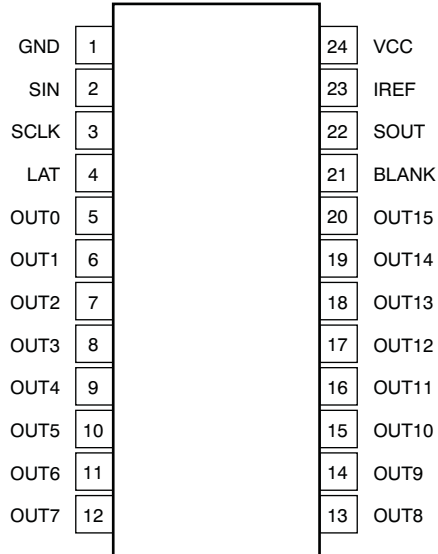 GND 1 24 VCC
SIN 2 23 IREF
SCLK 3 22 SOUT
LAT 4 21 BLANK
OUT0 5 20 OUT15
OUT1 6 19 OUT14
OUT2 7 18 OUT13
OUT3 8 17 OUT12
OUT4 9 16 OUT11
OUT5 10 15 OUT10
OUT6 11 14 OUT9
OUT7 12 13 OUT8